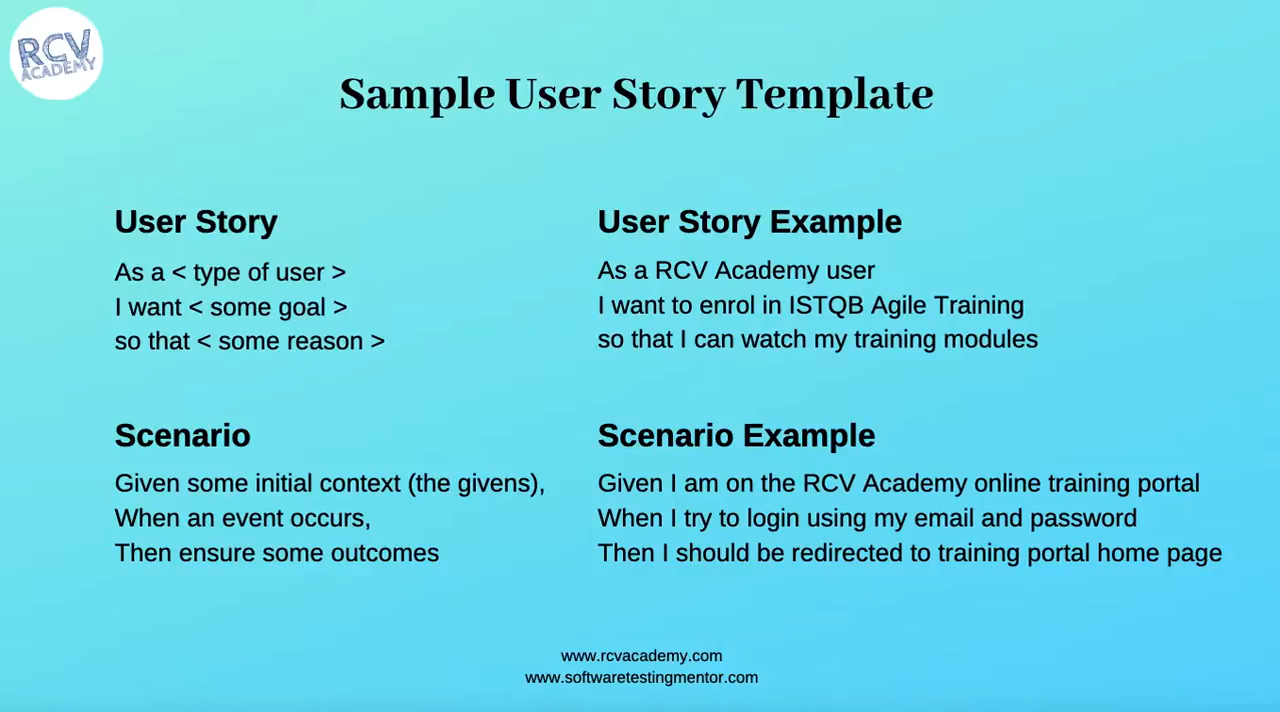 RCV
ACADEMY
Sample User Story Template
User Story
As a < type of user >
I want < some goal >
so that < some reason >
User Story Example
As a RCV Academy user
I want to enrol in ISTQB Agile Training
so that I can watch my training modules
Scenario
Given some initial context (the givens),
When an event occurs,
Then ensure some outcomes
Scenario Example
Given I am on the RCV Academy online training portal
When I try to login using my email and password
Then I should be redirected to training portal home page
www.rcvacademy.com
www.softwaretestingmentor.com